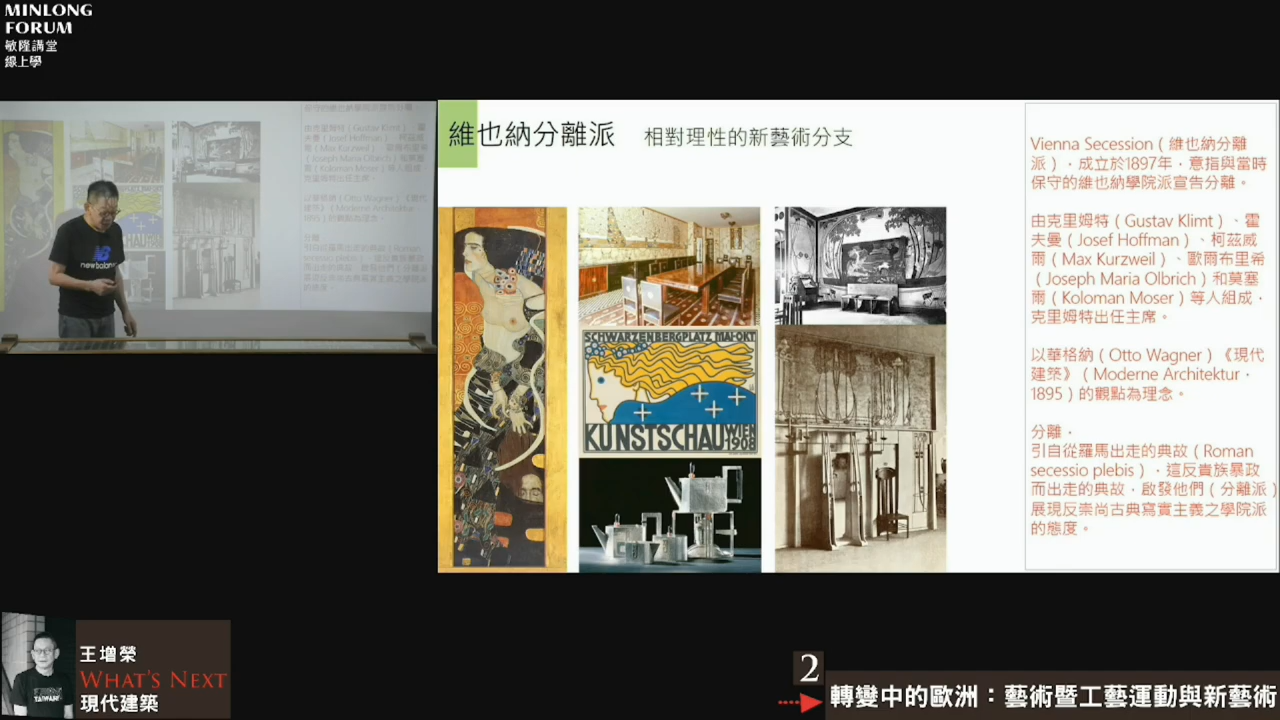 MINLONG
FORUM
敏隆講堂
線上學
維也納分離派 相對理性的新藝術分支
Vienna Secession（維也納分離
派），成立於1897年，意指與當時
保守的維也納學院派宣告分離。
由克里姆特（Gustav Klimt）、霍
夫曼（Josef Hoffman）、柯茲威
爾（Max Kurzweil）、歐爾布里希
（Joseph Maria Olbrich）和莫塞
爾（Koloman Moser）等人組成，
克里姆特出任主席。
以華格納（Otto Wagner）《現代
建築》（Moderne Architektur，
1895）的觀點為理念。
分離，
引自從羅馬出走的典故（Roman
secessio plebis），這反貴族暴政
而出走的典故，啟發他們（分離派）
展現反崇尚古典寫實主義之學院派
的態度。
SCHWARZENBERGPLATZ MAI-OKT
KUNSTSCHAU WIEN
1908
new balance
王增榮
WHAT'S NEXT
現代建築
2
轉變中的歐洲：藝術暨工藝運動與新藝術